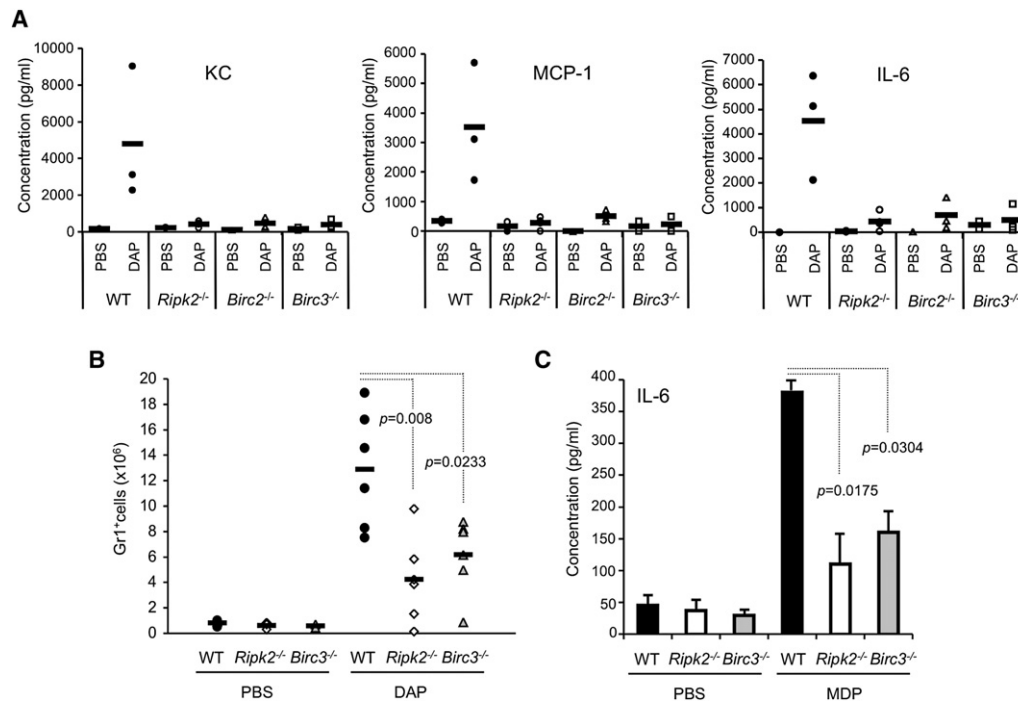 A
KC
Concentration (pg/ml)
10000
8000
6000
4000
2000
0
PBS
DAP
PBS
DAP
PBS
DAP
PBS
DAP
WT
Ripk2-/-
Birc2-/-
Birc3-/-
MCP-1
Concentration (pg/ml)
6000
5000
4000
3000
2000
1000
0
PBS
DAP
PBS
DAP
PBS
DAP
PBS
DAP
WT
Ripk2-/-
Birc2-/-
Birc3-/-
IL-6
Concentration (pg/ml)
7000
6000
5000
4000
3000
2000
1000
0
PBS
DAP
PBS
DAP
PBS
DAP
PBS
DAP
WT
Ripk2-/-
Birc2-/-
Birc3-/-
B
Gr1+cells (x10⁶)
20
18
16
14
12
10
8
6
4
2
0
p=0.008
p=0.0233
WT Ripk2-/- Birc3-/- WT Ripk2-/- Birc3-/-
PBS DAP
C
IL-6
Concentration (pg/ml)
400
350
300
250
200
150
100
50
0
p=0.0304
p=0.0175
WT Ripk2-/- Birc3-/- WT Ripk2-/- Birc3-/-
PBS MDP